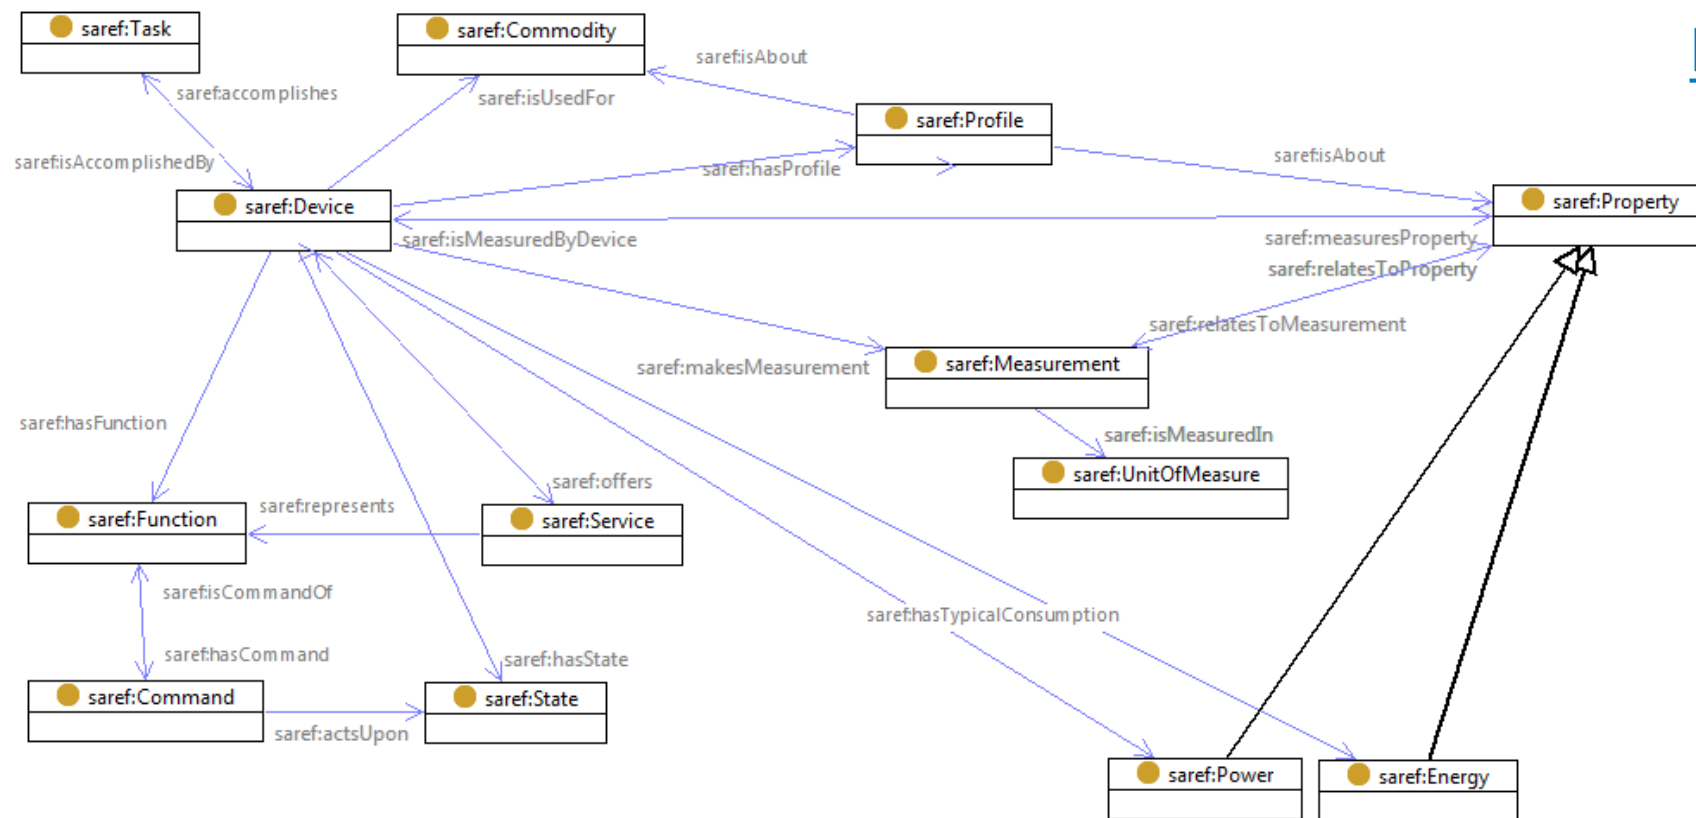 saref:Task
saref:Commodity
saref:isAbout
saref:accomplishes
saref:isUsedFor
saref:Profile
saref:isAccomplishedBy
saref:hasProfile
saref:isAbout
saref:Device
saref:Property
saref:isMeasuredByDevice
saref:measuresProperty
saref:relatesToProperty
saref:relatesToMeasurement
saref:makesMeasurement
saref:Measurement
saref:hasFunction
saref:isMeasuredIn
saref:UnitOfMeasure
saref:offers
saref:Function
saref:represents
saref:Service
saref:isCommandOf
saref:hasTypicalConsumption
saref:hasCommand
saref:hasState
saref:Command
saref:State
saref:actsUpon
saref:Power
saref:Energy